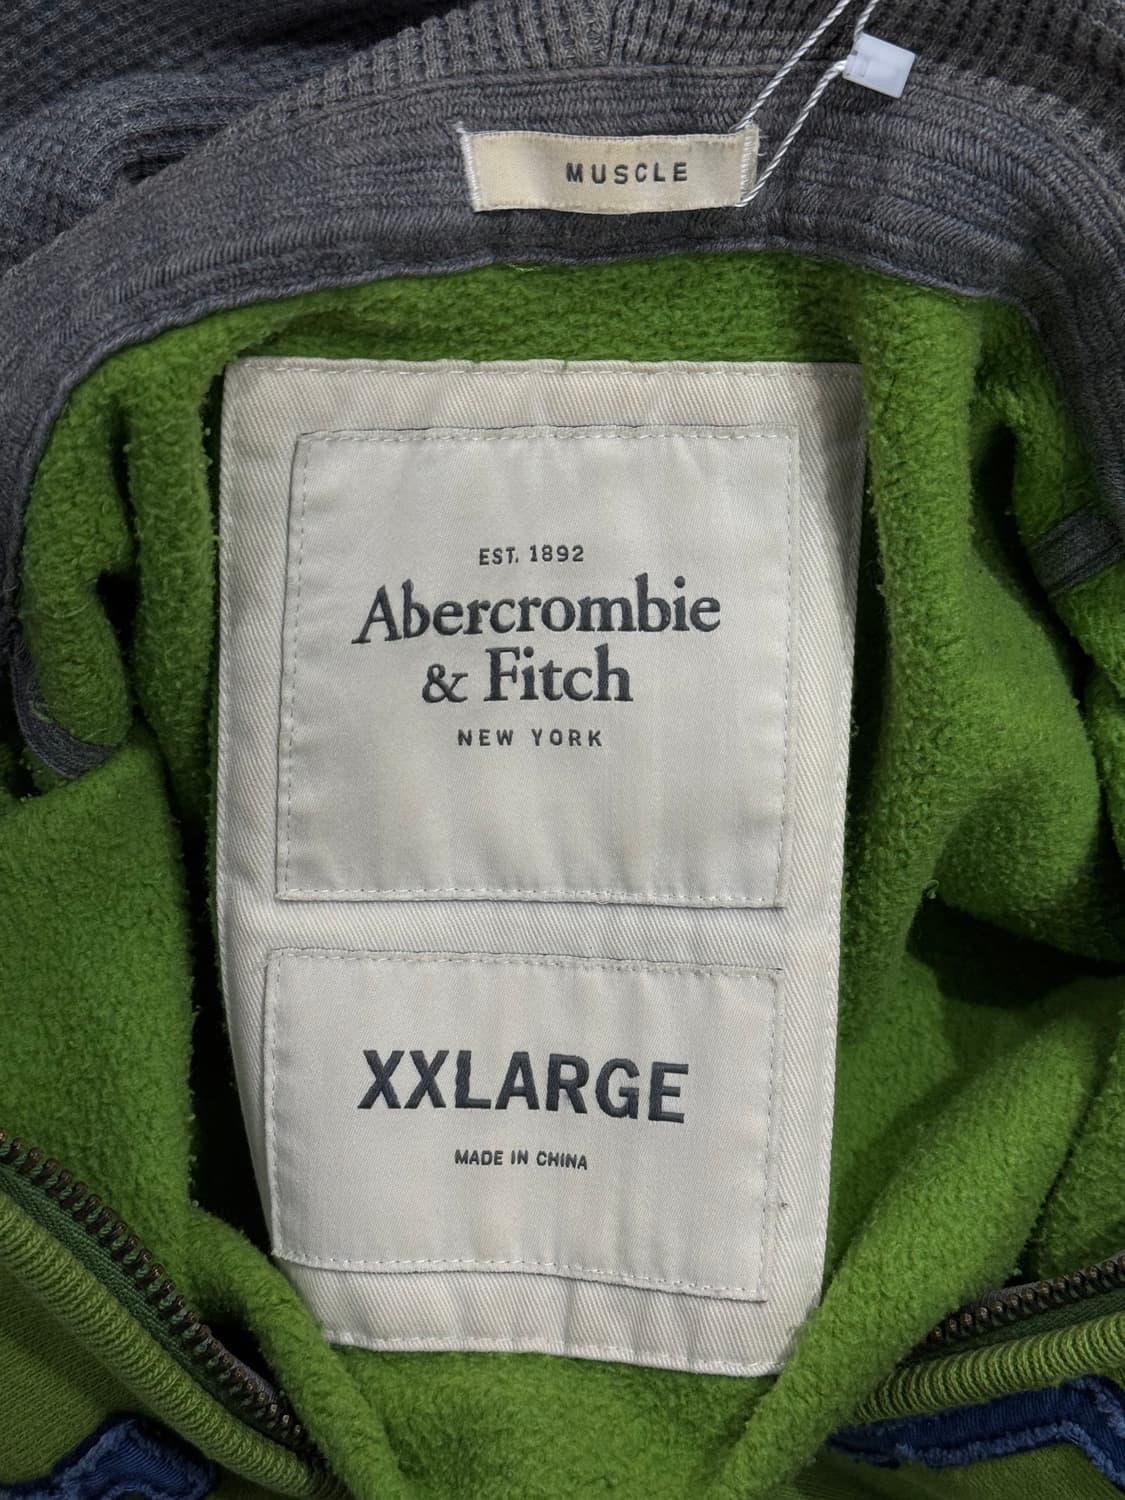 MUSCLE
EST. 1892
Abercrombie
& Fitch
NEW YORK
XXLARGE
MADE IN CHINA